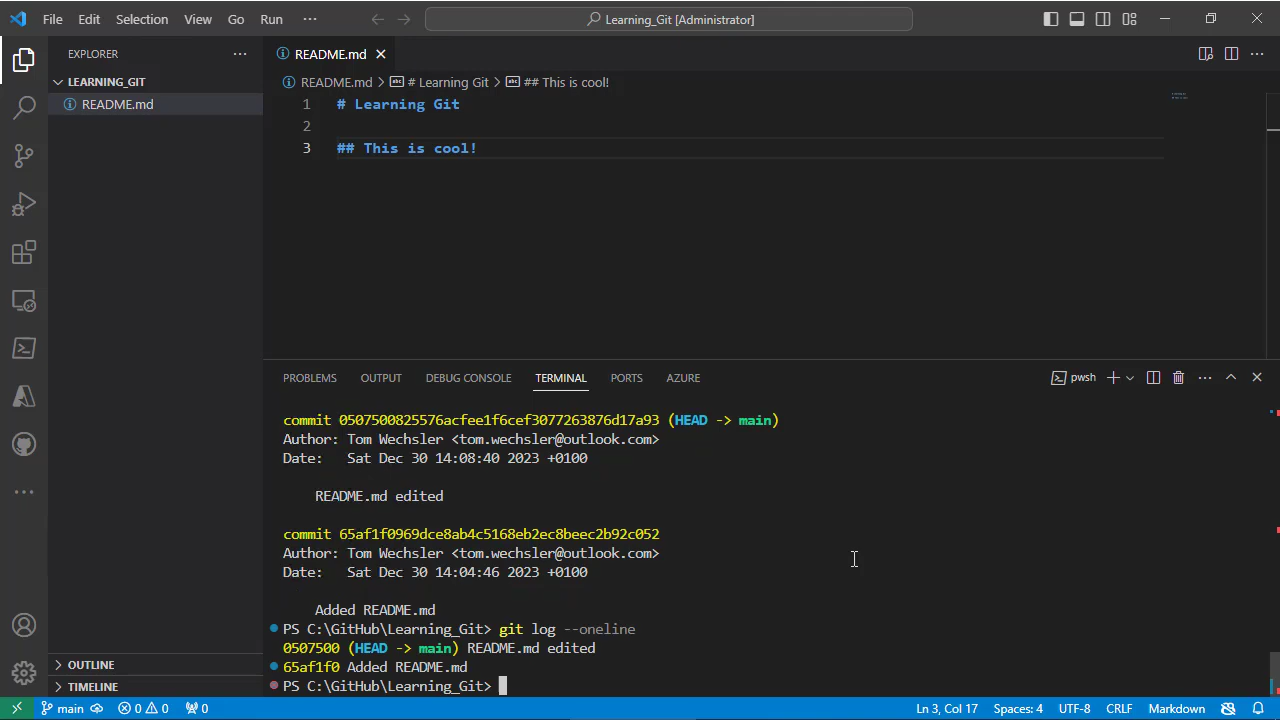 File Edit Selection View Go Run ··· Learning_Git [Administrator]
EXPLORER ···
LEARNING_GIT
README.md
OUTLINE
TIMELINE
README.md
README.md > # Learning Git > ## This is cool!
1 # Learning Git
2
3 ## This is cool!
PROBLEMS OUTPUT DEBUG CONSOLE TERMINAL PORTS AZURE pwsh
commit 0507500825576acfee1f6cef3077263876d17a93 (HEAD -> main)
Author: Tom Wechsler <tom.wechsler@outlook.com>
Date:   Sat Dec 30 14:08:40 2023 +0100
README.md edited
commit 65af1f0969dce8ab4c5168eb2ec8beec2b92c052
Author: Tom Wechsler <tom.wechsler@outlook.com>
Date:   Sat Dec 30 14:04:46 2023 +0100
Added README.md
PS C:\GitHub\Learning_Git> git log --oneline
0507500 (HEAD -> main) README.md edited
65af1f0 Added README.md
PS C:\GitHub\Learning_Git>
main 0 0 0 Ln 3, Col 17 Spaces: 4 UTF-8 CRLF Markdown